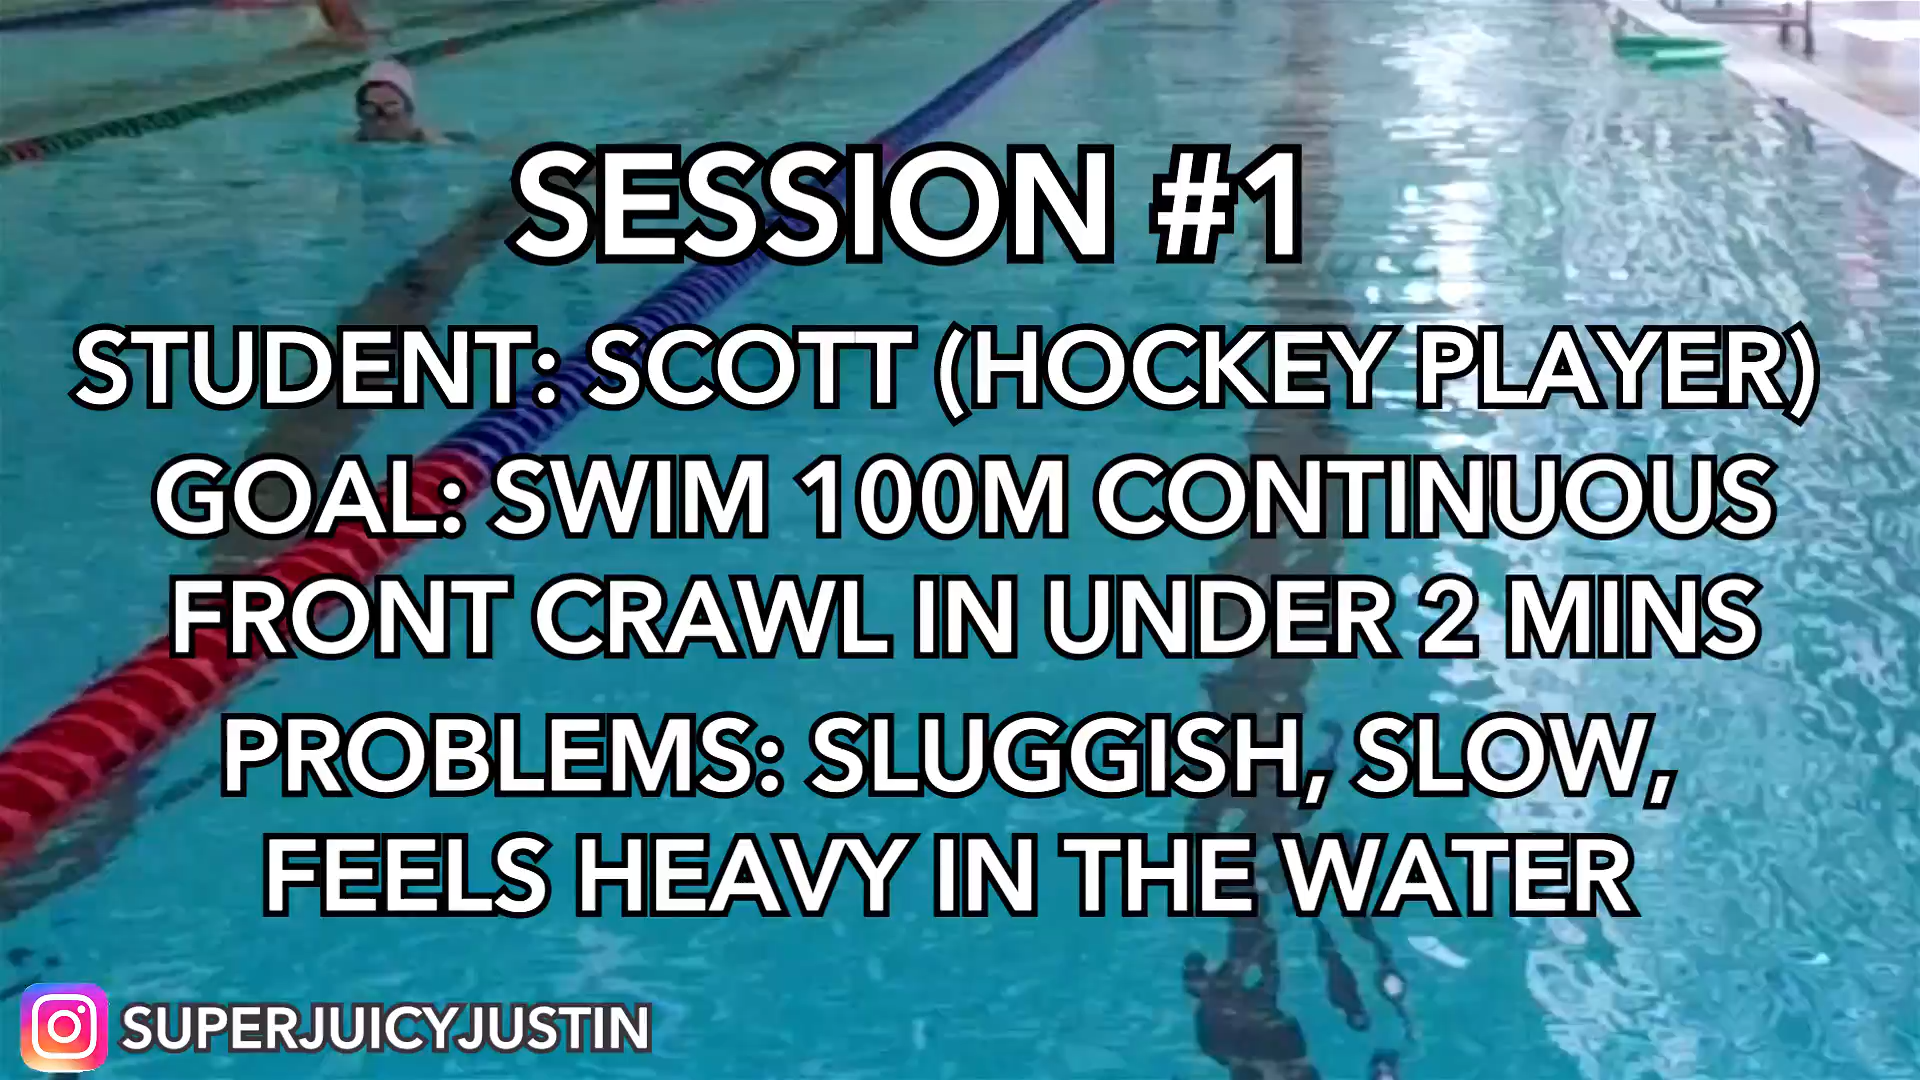 SESSION #1
STUDENT: SCOTT (HOCKEY PLAYER)
GOAL: SWIM 100M CONTINUOUS
FRONT CRAWL IN UNDER 2 MINS
PROBLEMS: SLUGGISH, SLOW,
FEELS HEAVY IN THE WATER
SUPERJUICYJUSTIN